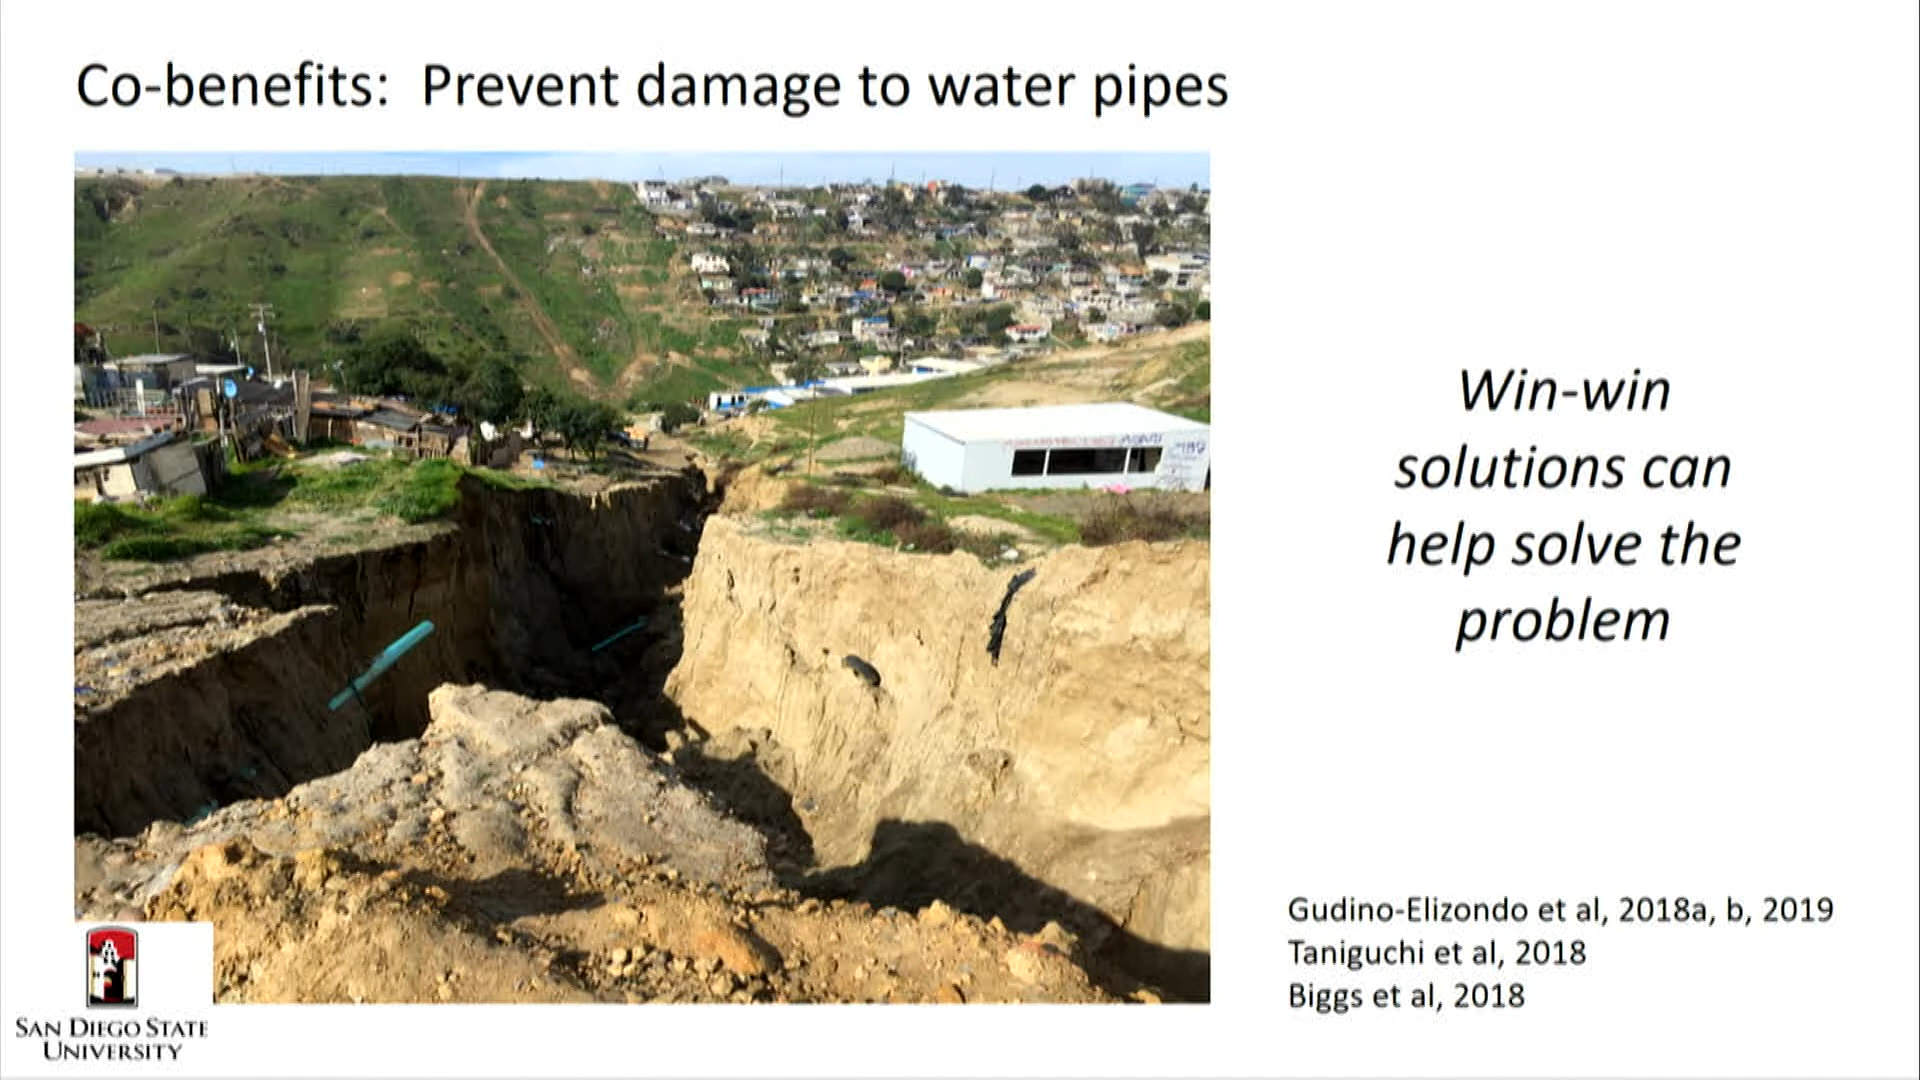 Co-benefits: Prevent damage to water pipes
Win-win
solutions can
help solve the
problem
Gudino-Elizondo et al, 2018a, b, 2019
Taniguchi et al, 2018
Biggs et al, 2018
SAN DIEGO STATE
UNIVERSITY